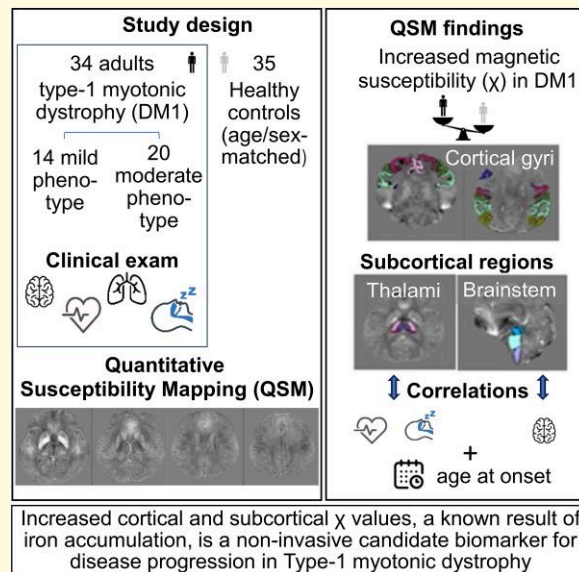 Study design
34 adults
type-1 myotonic
dystrophy (DM1)
35
Healthy
controls
(age/sex-
matched)
14 mild
pheno-
type
20
moderate
pheno-
type
Clinical exam
zZ
Quantitative
Susceptibility Mapping (QSM)
QSM findings
Increased magnetic
susceptibility (χ) in DM1
Cortical gyri
Subcortical regions
Thalami
Brainstem
Correlations
zZ
+
age at onset
Increased cortical and subcortical χ values, a known result of
iron accumulation, is a non-invasive candidate biomarker for
disease progression in Type-1 myotonic dystrophy